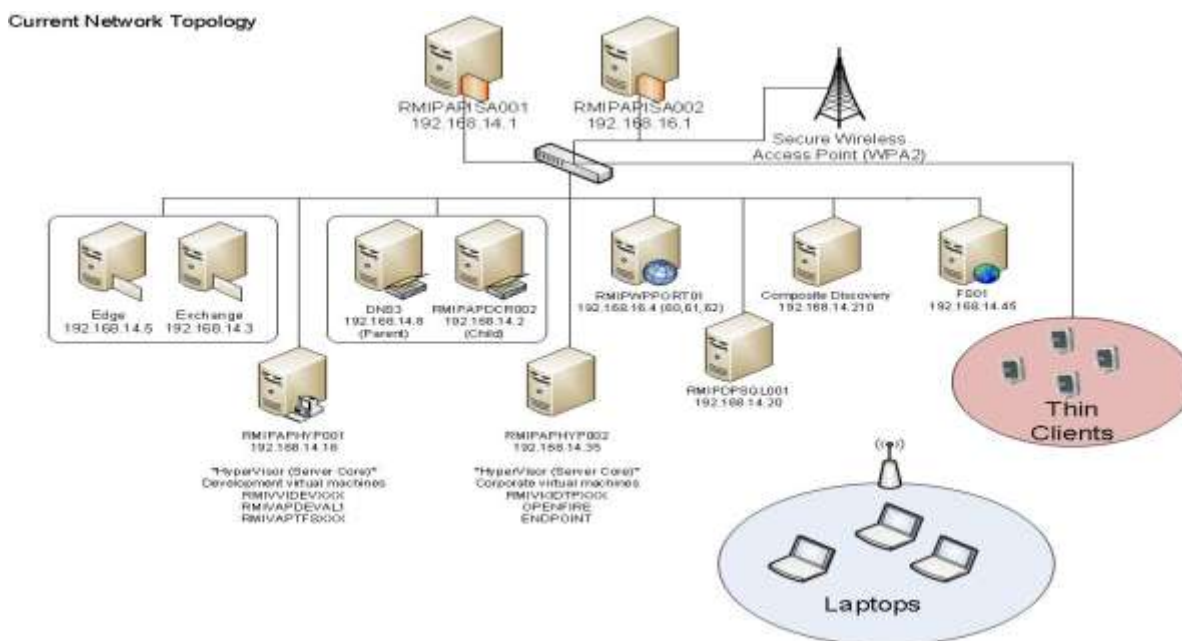 Current Network Topology
RMIPAPISA001
192.168.14.1
RMIPAPISA002
192.168.16.1
Secure Wireless
Access Point (WPA2)
Edge
192.168.14.5
Exchange
192.168.14.3
DNS3
192.168.14.8
(Parent)
RMIPAPDCR002
192.168.14.2
(Child)
RMIPWPPORT01
192.168.16.4 (60,61,62)
Composite Discovery
192.168.14.210
FS01
192.168.14.45
RMIPDPSQL001
192.168.14.20
RMIPAPHYP001
"HyperVisor (Server Core)"
Development virtual machines
RMIVAPDEVAL1
RMIVAPTFSXXX
RMIPAPHYP002
192.168.14.35
"HyperVisor (Server Core)"
Corporate virtual machines
OPENFIRE
ENDPOINT
Thin
Clients
Laptops